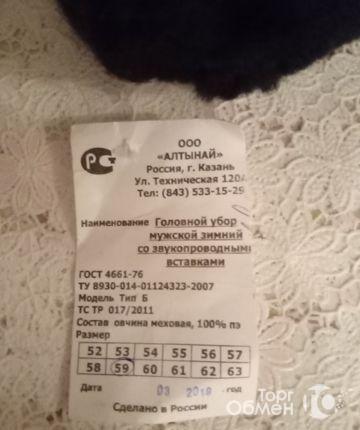 ООО
«АЛТЫНАЙ»
Россия, г. Казань
Ул. Техническая 120А
Тел: (843) 533-15-29
Наименование Головной убор
мужской зимний
со звукопроводными
вставками
ГОСТ 4661-76
ТУ 8930-014-01124323-2007
Модель Тип Б
ТС ТР 017/2011
Состав овчина меховая, 100% пэ
Размер
52 53 54 55 56 57
58 59 60 61 62 63
Дата 03 2019 год
Сделано в России
Торг
Обмен